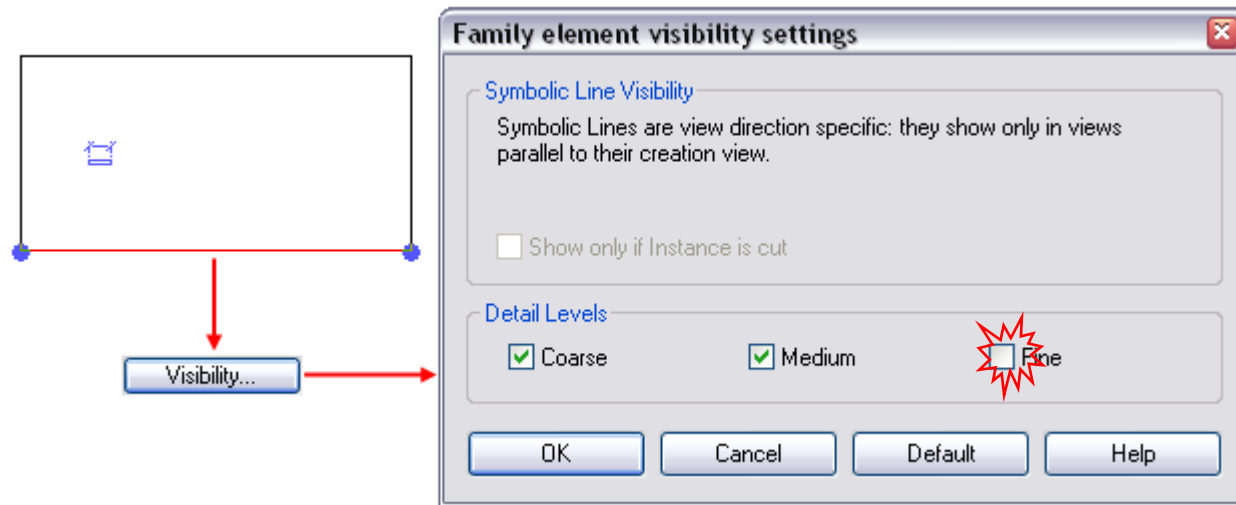 Family element visibility settings
Symbolic Line Visibility
Symbolic Lines are view direction specific: they show only in views
parallel to their creation view.
Show only if Instance is cut
Detail Levels
Coarse
Medium
Fine
Visibility...
OK
Cancel
Default
Help